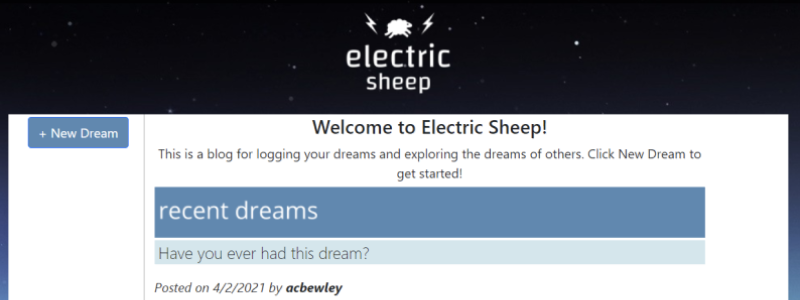 electric
sheep
+ New Dream
Welcome to Electric Sheep!
This is a blog for logging your dreams and exploring the dreams of others. Click New Dream to
get started!
recent dreams
Have you ever had this dream?
Posted on 4/2/2021 by acbewley